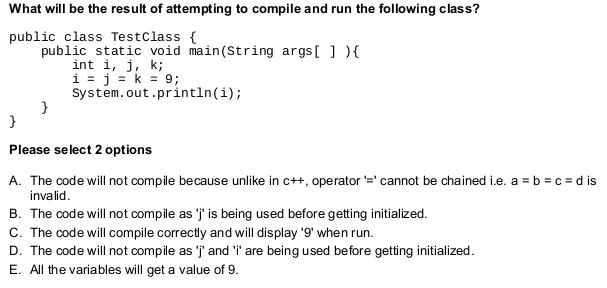 What will be the result of attempting to compile and run the following class?
public class TestClass {
    public static void main(String args[ ] ){
        int i, j, k;
        i = j = k = 9;
        System.out.println(i);
    }
}
Please select 2 options
A. The code will not compile because unlike in c++, operator '=' cannot be chained i.e. a = b = c = d is
invalid.
B. The code will not compile as 'j' is being used before getting initialized.
C. The code will compile correctly and will display '9' when run.
D. The code will not compile as 'j' and 'i' are being used before getting initialized.
E. All the variables will get a value of 9.